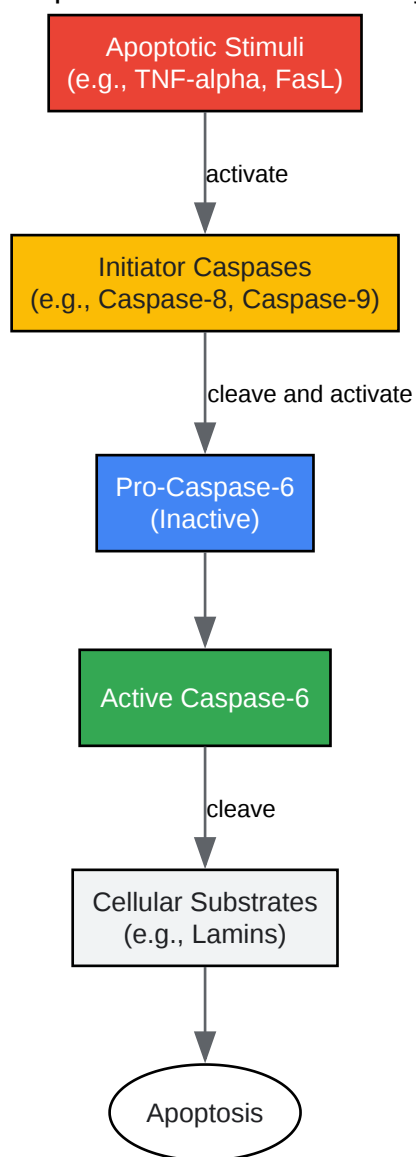 Apoptotic Stimuli
(e.g., TNF-alpha, FasL)
activate
Initiator Caspases
(e.g., Caspase-8, Caspase-9)
cleave and activate
Pro-Caspase-6
(Inactive)
Active Caspase-6
cleave
Cellular Substrates
(e.g., Lamins)
Apoptosis